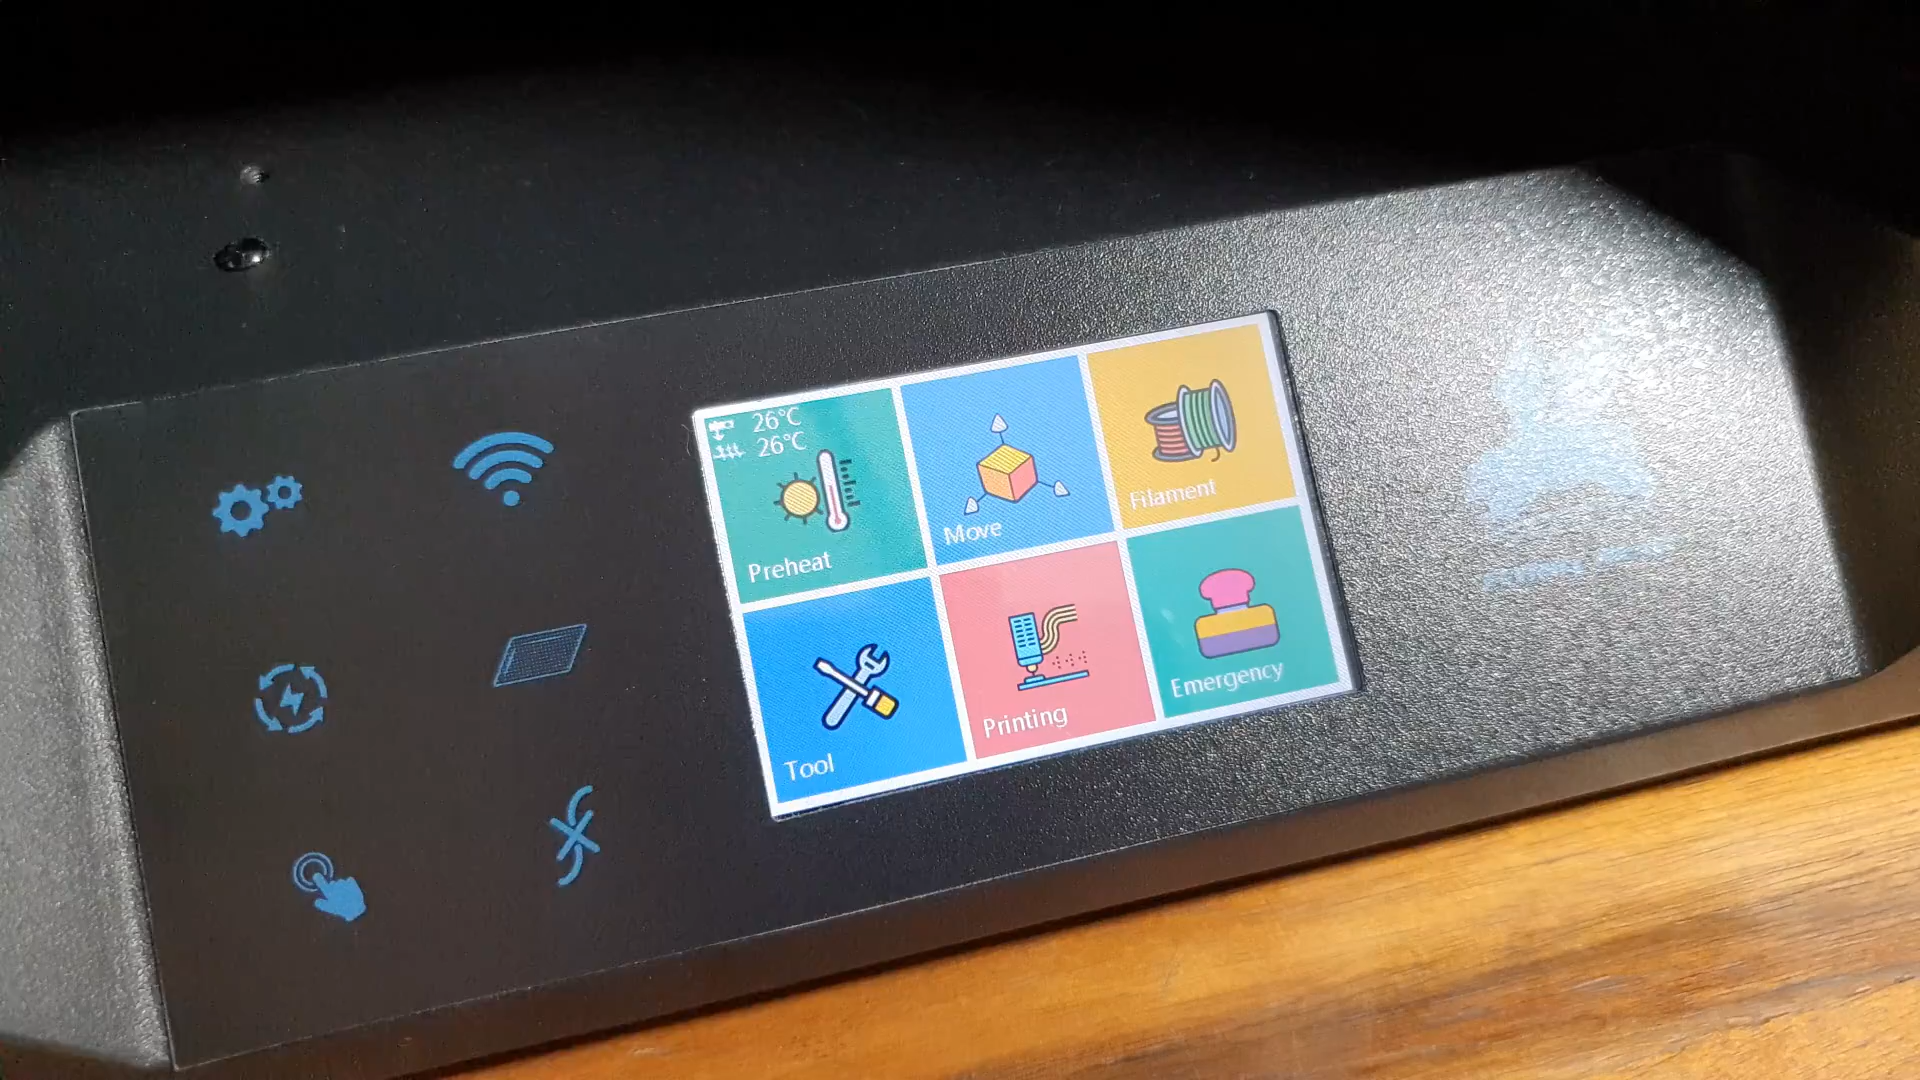 26°C
26°C
Preheat
Move
Filament
Tool
Printing
Emergency